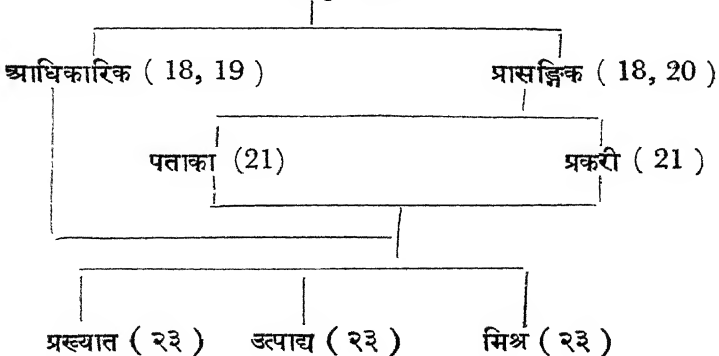 आधिकारिक ( 18, 19 ) प्रासङ्गिक ( 18, 20 )
पताका (21) प्रकरी ( 21 )
प्रख्यात ( २३ ) उत्पाद्य ( २३ ) मिश्र ( २३ )